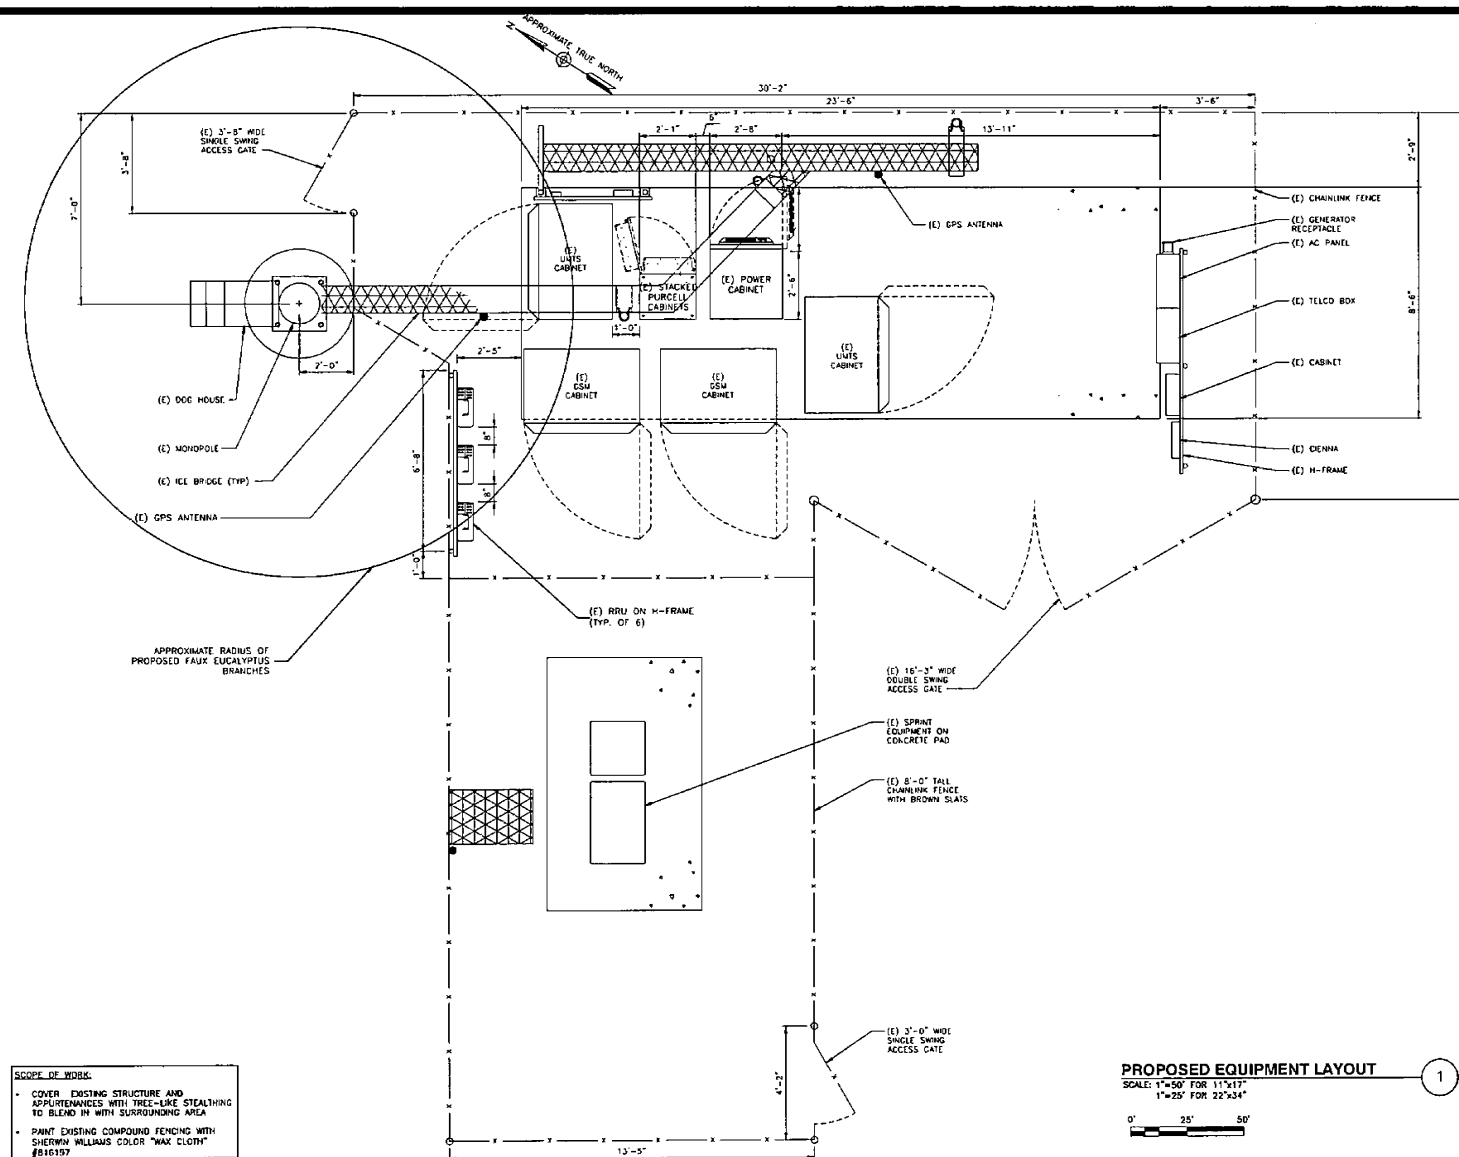 N
APPROXIMATE TRUE NORTH
30'-2"
23'-6"
3'-6"
2'-1"
6"
2'-8"
13'-11"
(E) 3'-8" WIDE
SINGLE SWING
ACCESS GATE
3'-8"
7'-0"
2'-9"
(E) CHAINLINK FENCE
(E) GENERATOR
RECEPTACLE
(E) AC PANEL
(E) GPS ANTENNA
(E)
UMTS
CABINET
(E) STACKED
PURCELL
CABINETS
(E) POWER
CABINET
2'-6"
8'-6"
(E) TELCO BOX
1'-0"
2'-5"
2'-0"
(E)
UMTS
CABINET
(E) CABINET
(E)
GSM
CABINET
(E)
GSM
CABINET
(E) DOG HOUSE
(E) MONOPOLE
(E) ICE BRIDGE (TYP)
(E) GPS ANTENNA
6'-8"
8"
8"
1'-0"
(E) CIENNA
(E) H-FRAME
(E) RRU ON H-FRAME
(TYP. OF 6)
APPROXIMATE RADIUS OF
PROPOSED FAUX EUCALYPTUS
BRANCHES
(E) 16'-3" WIDE
DOUBLE SWING
ACCESS GATE
(E) SPRINT
EQUIPMENT ON
CONCRETE PAD
(E) 8'-0" TALL
CHAINLINK FENCE
WITH BROWN SLATS
(E) 3'-0" WIDE
SINGLE SWING
ACCESS GATE
4'-2"
13'-5"
SCOPE OF WORK:
- COVER EXISTING STRUCTURE AND
APPURTENANCES WITH TREE-LIKE STEALTHING
TO BLEND IN WITH SURROUNDING AREA
- PAINT EXISTING COMPOUND FENCING WITH
SHERWIN WILLIAMS COLOR "WAX CLOTH"
PROPOSED EQUIPMENT LAYOUT
1
SCALE: 1"=50' FOR 11"x17"
1"=25' FOR 22"x34"
0' 25' 50'